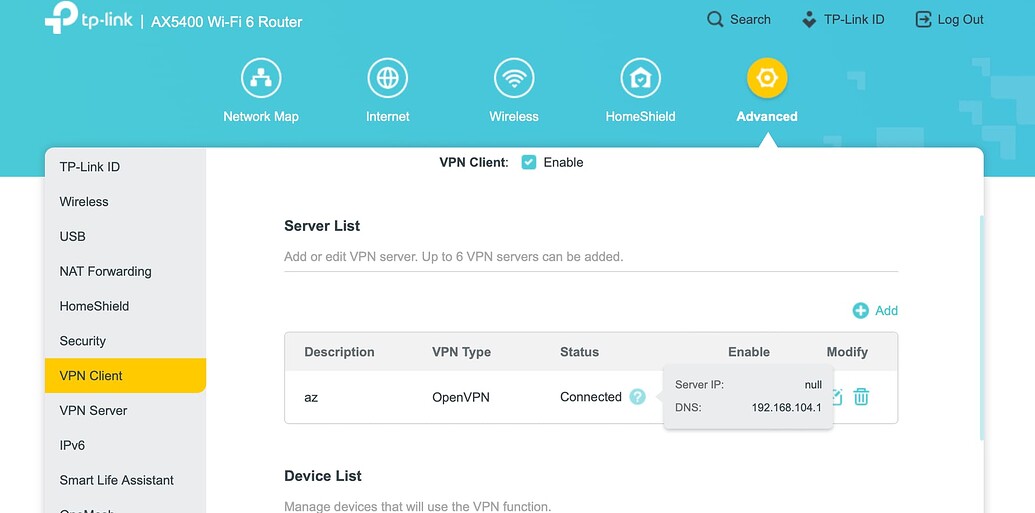 tp-link | AX5400 Wi-Fi 6 Router
Search
TP-Link ID
Log Out
Network Map
Internet
Wireless
HomeShield
Advanced
TP-Link ID
Wireless
USB
NAT Forwarding
HomeShield
Security
VPN Client
VPN Server
IPv6
Smart Life Assistant
OneMesh
VPN Client: Enable
Server List
Add or edit VPN server. Up to 6 VPN servers can be added.
Add
Description VPN Type Status Enable Modify
az OpenVPN Connected ?
Server IP: null
DNS: 192.168.104.1
Device List
Manage devices that will use the VPN function.